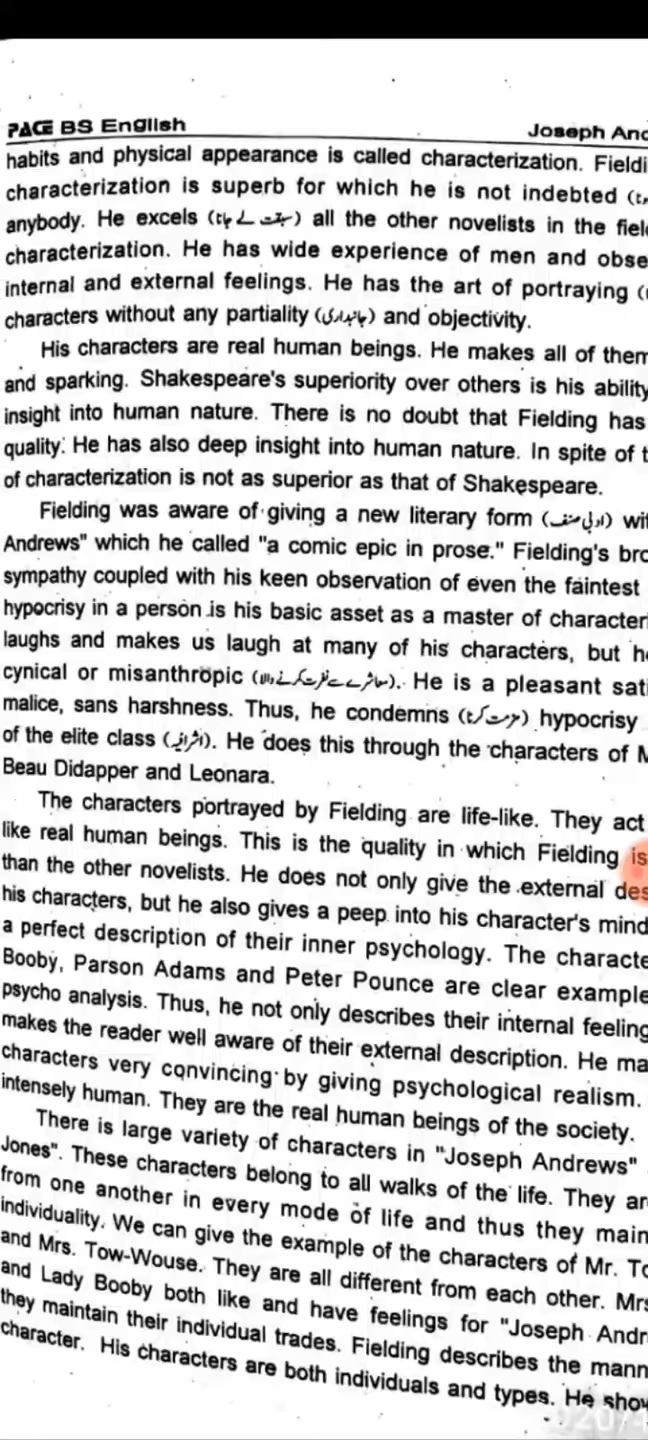 PACE BS English Joseph And
habits and physical appearance is called characterization. Fieldi
characterization is superb for which he is not indebted
anybody. He excels (سبقت لے جانا) all the other novelists in the fiel
characterization. He has wide experience of men and obse
internal and external feelings. He has the art of portraying (
characters without any partiality (جانبداری) and objectivity.
His characters are real human beings. He makes all of them
and sparking. Shakespeare's superiority over others is his ability
insight into human nature. There is no doubt that Fielding has
quality. He has also deep insight into human nature. In spite of t
of characterization is not as superior as that of Shakespeare.
Fielding was aware of giving a new literary form (ادبی صنف) wit
Andrews" which he called "a comic epic in prose." Fielding's bro
sympathy coupled with his keen observation of even the faintest
hypocrisy in a person is his basic asset as a master of characteri
laughs and makes us laugh at many of his characters, but he
cynical or misanthropic (معاشرے سے نفرت کرنے والا). He is a pleasant sati
malice, sans harshness. Thus, he condemns (مذمت کرنا) hypocrisy
of the elite class (اشرافیہ). He does this through the characters of M
Beau Didapper and Leonara.
The characters portrayed by Fielding are life-like. They act
like real human beings. This is the quality in which Fielding is
than the other novelists. He does not only give the external des
his characters, but he also gives a peep into his character's mind
a perfect description of their inner psychology. The characte
Booby, Parson Adams and Peter Pounce are clear example
psycho analysis. Thus, he not only describes their internal feeling
makes the reader well aware of their external description. He ma
characters very convincing by giving psychological realism.
intensely human. They are the real human beings of the society.
There is large variety of characters in "Joseph Andrews"
Jones". These characters belong to all walks of the life. They ar
from one another in every mode of life and thus they main
individuality. We can give the example of the characters of Mr. To
and Mrs. Tow-Wouse. They are all different from each other. Mrs
and Lady Booby both like and have feelings for "Joseph Andr
they maintain their individual trades. Fielding describes the mann
character. His characters are both individuals and types. He show